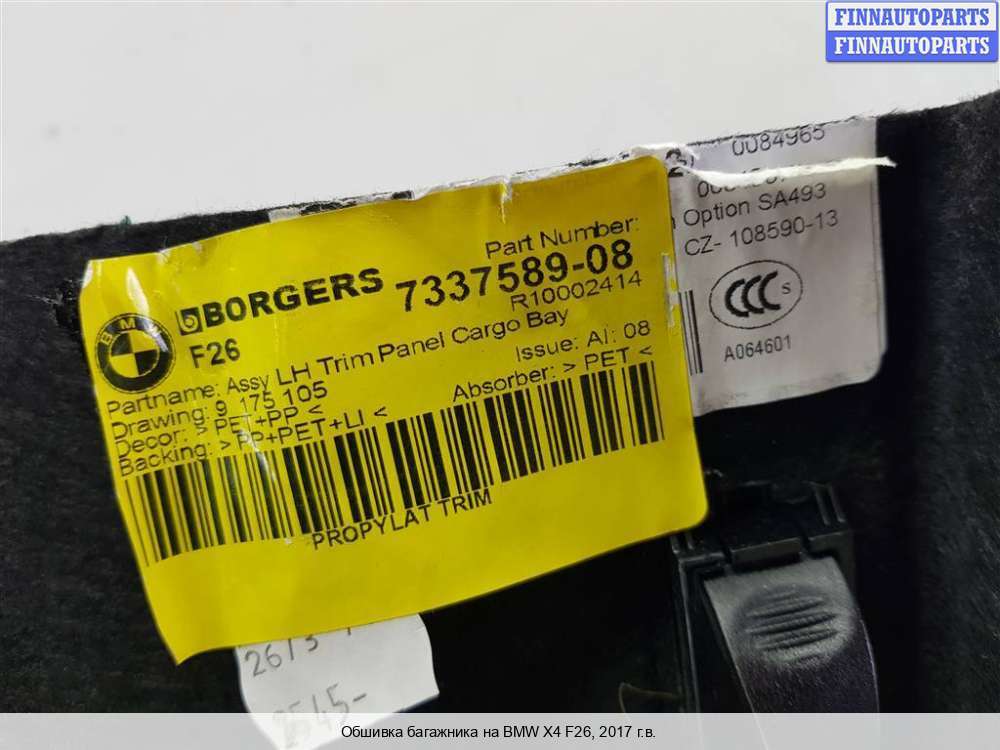 FINNAUTOPARTS
FINNAUTOPARTS
0084965
Option SA493
CZ- 108590-13
CCC S
A064601
BMW
BORGERS
F26
Part Number:
7337589-08
R10002414
Partname: Assy LH Trim Panel Cargo Bay
Drawing: 9 175 105
Issue: AI: 08
Decor: > PET+PP <
Absorber: > PET <
Backing: > PP+PET+LI <
PROPYLAT TRIM
Обшивка багажника на BMW X4 F26, 2017 г.в.